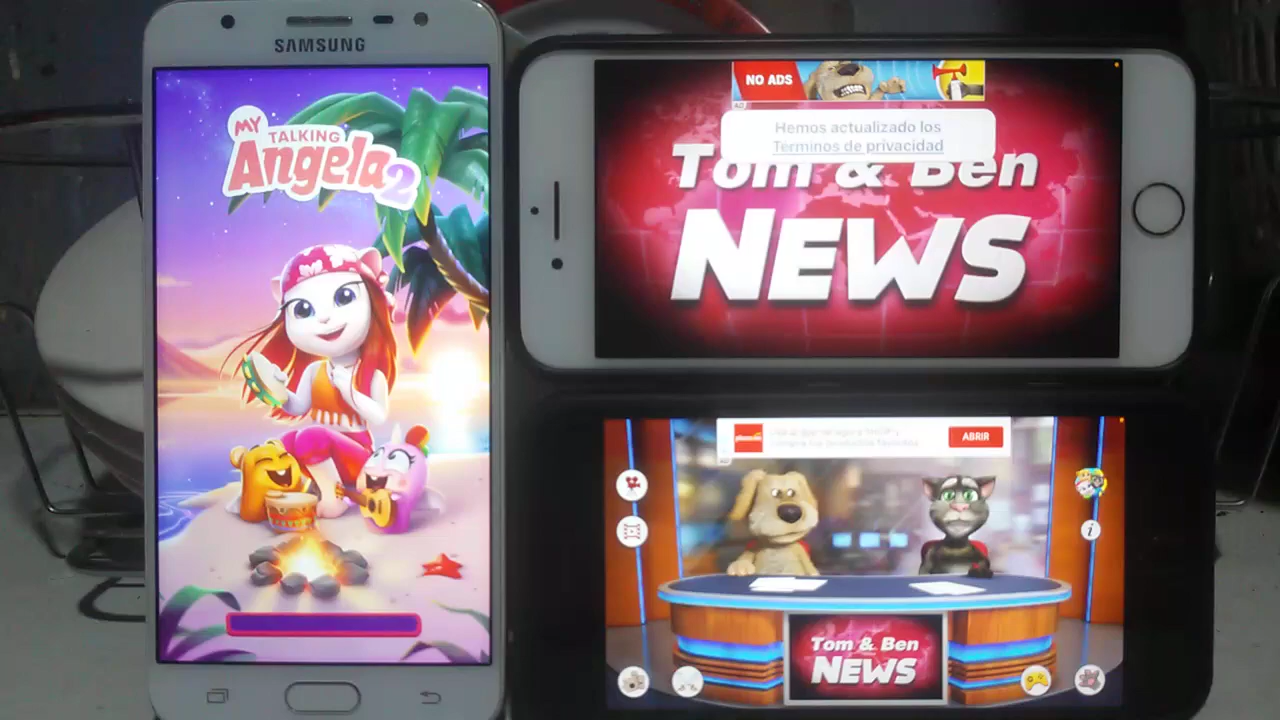 SAMSUNG
MY
TALKING
Angela 2
NO ADS
AD
Hemos actualizado los
Términos de privacidad
Tom & Ben
NEWS
ABRIR
Tom & Ben
NEWS